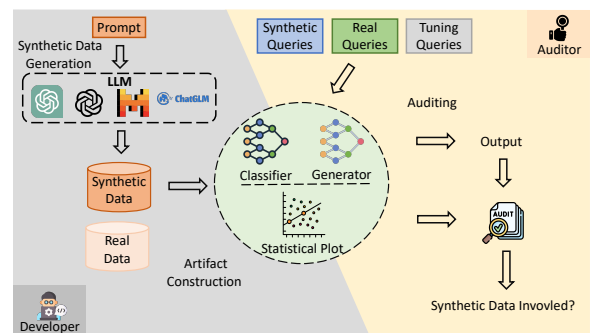 Prompt
Synthetic Data
Generation
LLM
ChatGLM
Synthetic
Data
Real
Data
Artifact
Construction
Developer
Synthetic
Queries
Real
Queries
Tuning
Queries
Auditor
Auditing
Classifier
Generator
Statistical Plot
Output
AUDIT
Synthetic Data Invovled?